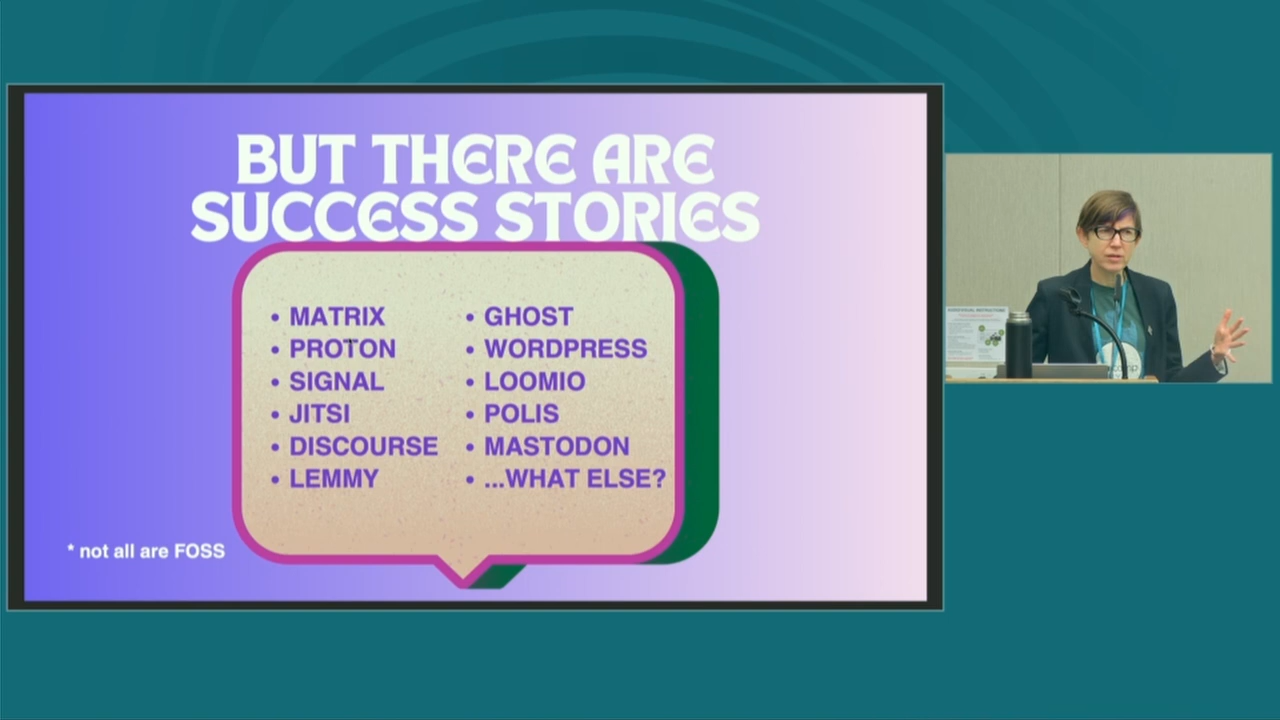 BUT THERE ARE
SUCCESS STORIES
• MATRIX
• PROTON
• SIGNAL
• JITSI
• DISCOURSE
• LEMMY
• GHOST
• WORDPRESS
• LOOMIO
• POLIS
• MASTODON
• ...WHAT ELSE?
* not all are FOSS